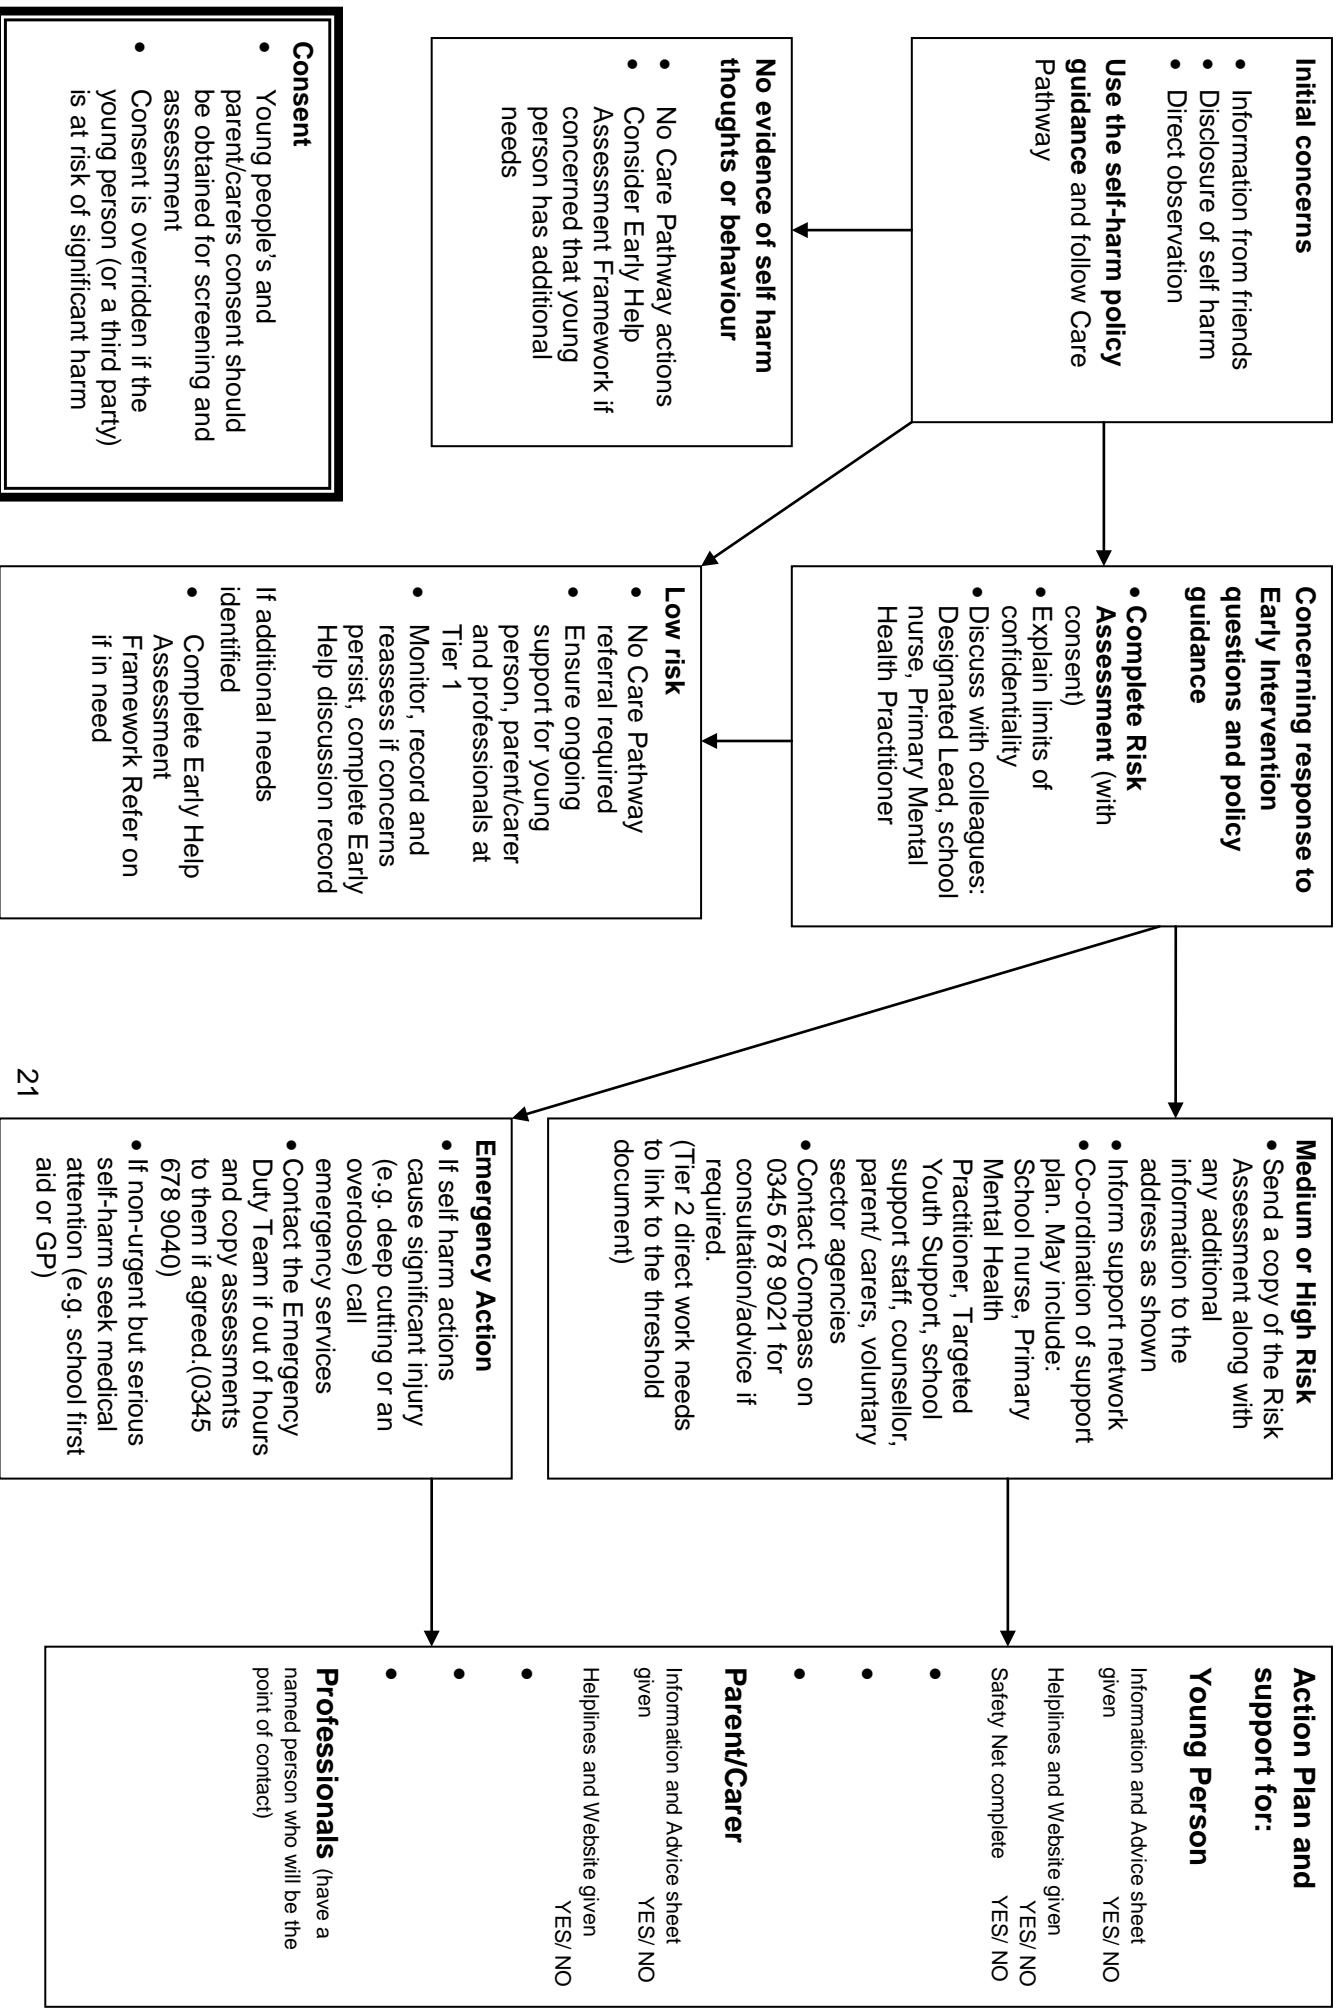 Initial concerns
• Information from friends
• Disclosure of self harm
• Direct observation
Use the self-harm policy
guidance and follow Care
Pathway
No evidence of self harm
thoughts or behaviour
• No Care Pathway actions
• Consider Early Help
Assessment Framework if
concerned that young
person has additional
needs
Consent
• Young people's and
parent/carers consent should
be obtained for screening and
assessment
• Consent is overridden if the
young person (or a third party)
is at risk of significant harm
Concerning response to
Early Intervention
questions and policy
guidance
• Complete Risk
Assessment (with
consent)
• Explain limits of
confidentiality
• Discuss with colleagues:
Designated Lead, school
nurse, Primary Mental
Health Practitioner
Low risk
• No Care Pathway
referral required
• Ensure ongoing
support for young
person, parent/carer
and professionals at
Tier 1
• Monitor, record and
reassess if concerns
persist, complete Early
Help discussion record
If additional needs
identified
• Complete Early Help
Assessment
Framework Refer on
if in need
Medium or High Risk
• Send a copy of the Risk
Assessment along with
any additional
information to the
address as shown
• Inform support network
• Co-ordination of support
plan. May include:
School nurse, Primary
Mental Health
Practitioner, Targeted
Youth Support, school
support staff, counsellor,
parent/ carers, voluntary
sector agencies
• Contact Compass on
0345 678 9021 for
consultation/advice if
required.
(Tier 2 direct work needs
to link to the threshold
document)
Emergency Action
• If self harm actions
cause significant injury
(e.g. deep cutting or an
overdose) call
emergency services
• Contact the Emergency
Duty Team if out of hours
and copy assessments
to them if agreed.(0345
678 9040)
• If non-urgent but serious
self-harm seek medical
attention (e.g. school first
aid or GP)
Action Plan and
support for:
Young Person
Information and Advice sheet
given YES/ NO
Helplines and Website given
YES/ NO
Safety Net complete YES/ NO
•
•
•
Parent/Carer
Information and Advice sheet
given YES/ NO
Helplines and Website given
YES/ NO
•
•
•
Professionals (have a
named person who will be the
point of contact)
21